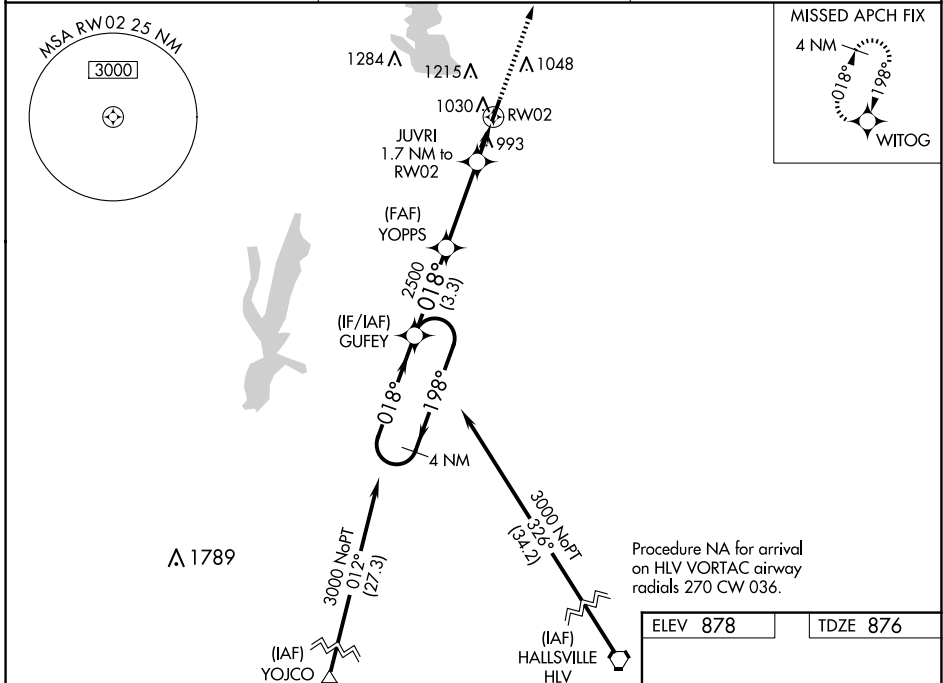 MSA RW02 25 NM
3000
1284
1215
1048
1030
RW02
993
JUVRI
1.7 NM to
RW02
MISSED APCH FIX
4 NM
018°
198°
WITOG
(FAF)
YOPPS
2500
018°
(3.3)
(IF/IAF)
GUFEY
018°
198°
4 NM
1789
3000 NoPT
012°
(27.3)
3000 NoPT
326°
(34.2)
(IAF)
YOJCO
(IAF)
HALLSVILLE
HLV
Procedure NA for arrival
on HLV VORTAC airway
radials 270 CW 036.
ELEV 878
TDZE 876